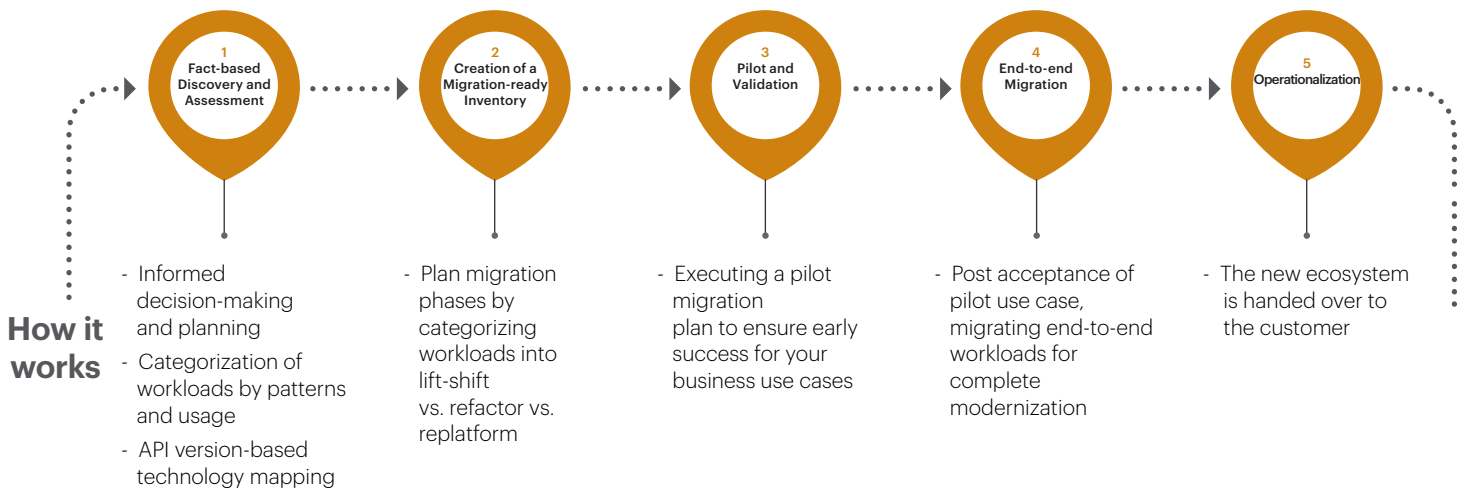 How it
works
1
Fact-based
Discovery and
Assessment
- Informed
decision-making
and planning
- Categorization of
workloads by patterns
and usage
- API version-based
technology mapping
2
Creation of a
Migration-ready
Inventory
- Plan migration
phases by
categorizing
workloads into
lift-shift
vs. refactor vs.
replatform
3
Pilot and
Validation
- Executing a pilot
migration
plan to ensure early
success for your
business use cases
4
End-to-end
Migration
- Post acceptance of
pilot use case,
migrating end-to-end
workloads for
complete
modernization
5
Operationalization
- The new ecosystem
is handed over to
the customer